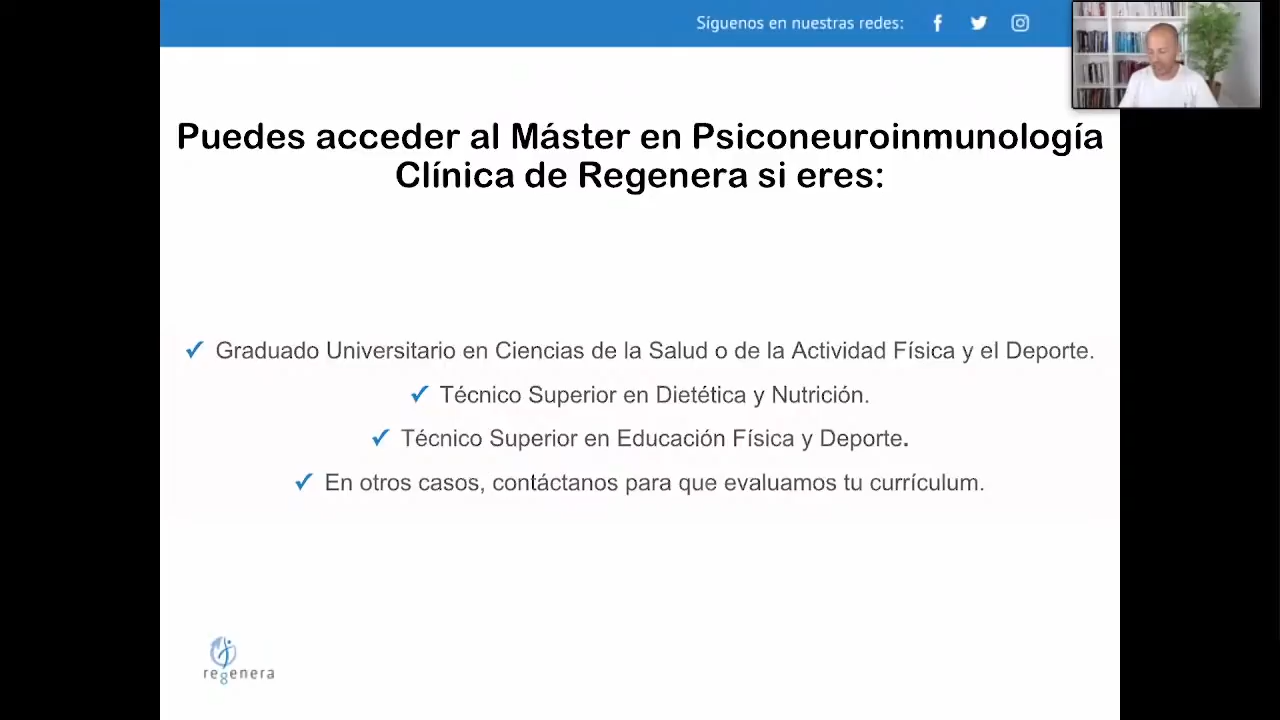 Síguenos en nuestras redes:
Puedes acceder al Máster en Psiconeuroinmunología
Clínica de Regenera si eres:
✓ Graduado Universitario en Ciencias de la Salud o de la Actividad Física y el Deporte.
✓ Técnico Superior en Dietética y Nutrición.
✓ Técnico Superior en Educación Física y Deporte.
✓ En otros casos, contáctanos para que evaluamos tu currículum.
regenera